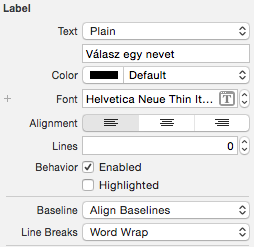 Label
Text Plain
Válasz egy nevet
Color Default
+ Font Helvetica Neue Thin It... T
Alignment
Lines 0
Behavior Enabled
Highlighted
Baseline Align Baselines
Line Breaks Word Wrap